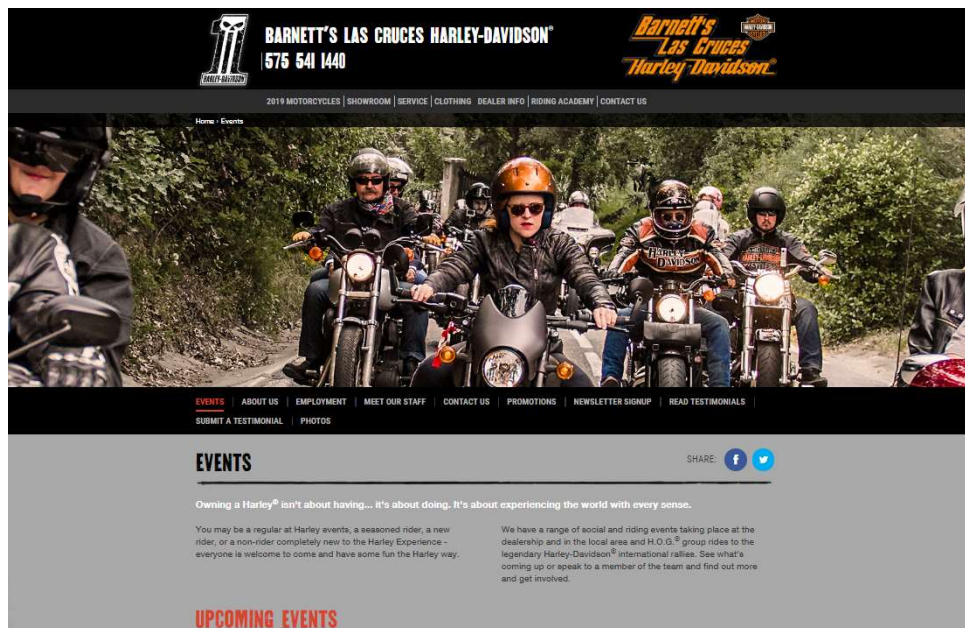 BARNETT'S LAS CRUCES HARLEY-DAVIDSON®
575 541 1440
HARLEY-DAVIDSON
Barnett's
Las Cruces
Harley-Davidson®
2019 MOTORCYCLES | SHOWROOM | SERVICE | CLOTHING DEALER INFO | RIDING ACADEMY | CONTACT US
Home › Events
HARLEY
DAVIDSON
EVENTS | ABOUT US | EMPLOYMENT | MEET OUR STAFF | CONTACT US | PROMOTIONS | NEWSLETTER SIGNUP | READ TESTIMONIALS |
SUBMIT A TESTIMONIAL | PHOTOS
EVENTS
SHARE:
Owning a Harley® isn't about having... it's about doing. It's about experiencing the world with every sense.
You may be a regular at Harley events, a seasoned rider, a new
rider, or a non-rider completely new to the Harley Experience -
everyone is welcome to come and have some fun the Harley way.
We have a range of social and riding events taking place at the
dealership and in the local area and H.O.G.® group rides to the
legendary Harley-Davidson® international rallies. See what's
coming up or speak to a member of the team and find out more
and get involved.
UPCOMING EVENTS